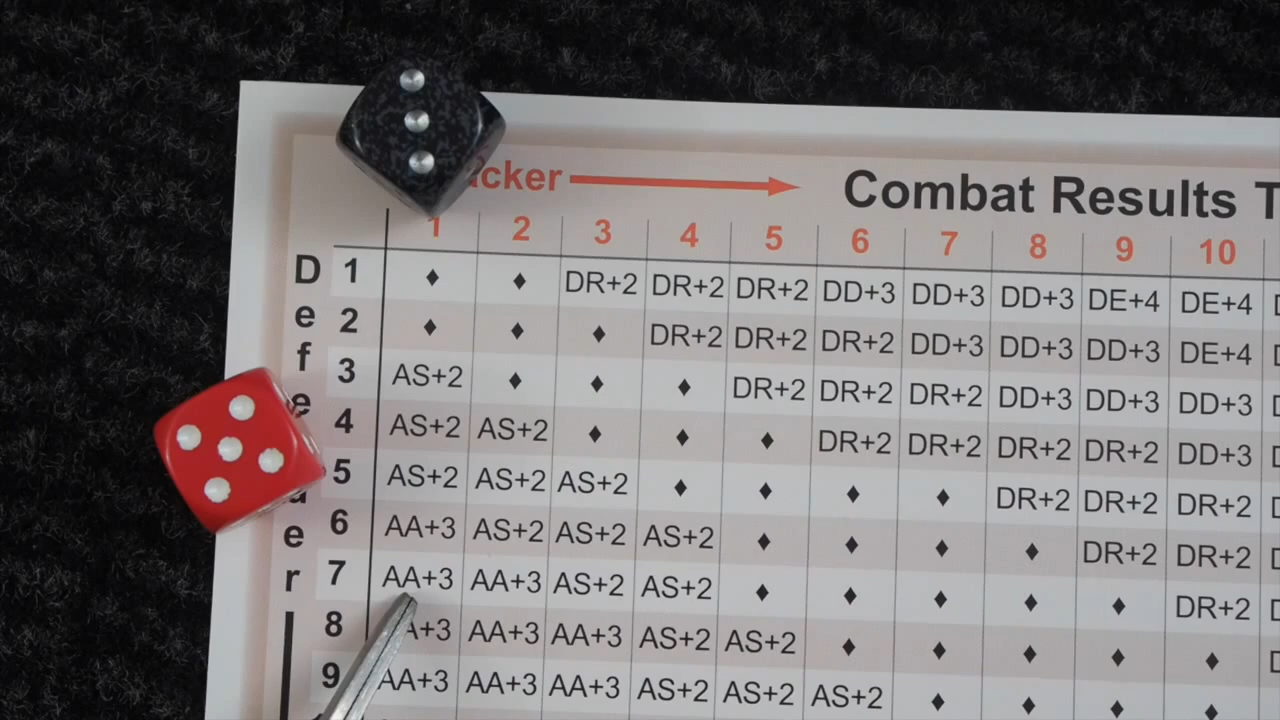 cker
Combat Results T
1 2 3 4 5 6 7 8 9 10
Defe
er
1 ♦ ♦ DR+2 DR+2 DR+2 DD+3 DD+3 DD+3 DE+4 DE+4
2 ♦ ♦ ♦ DR+2 DR+2 DR+2 DD+3 DD+3 DD+3 DE+4
3 AS+2 ♦ ♦ ♦ DR+2 DR+2 DR+2 DD+3 DD+3 DD+3
4 AS+2 AS+2 ♦ ♦ ♦ DR+2 DR+2 DR+2 DR+2 DD+3
5 AS+2 AS+2 AS+2 ♦ ♦ ♦ ♦ DR+2 DR+2 DR+2
6 AA+3 AS+2 AS+2 AS+2 ♦ ♦ ♦ ♦ DR+2 DR+2
7 AA+3 AA+3 AS+2 AS+2 ♦ ♦ ♦ ♦ ♦ DR+2
8 A+3 AA+3 AA+3 AS+2 AS+2 ♦ ♦ ♦ ♦ ♦
9 AA+3 AA+3 AA+3 AS+2 AS+2 AS+2 ♦ ♦ ♦ ♦